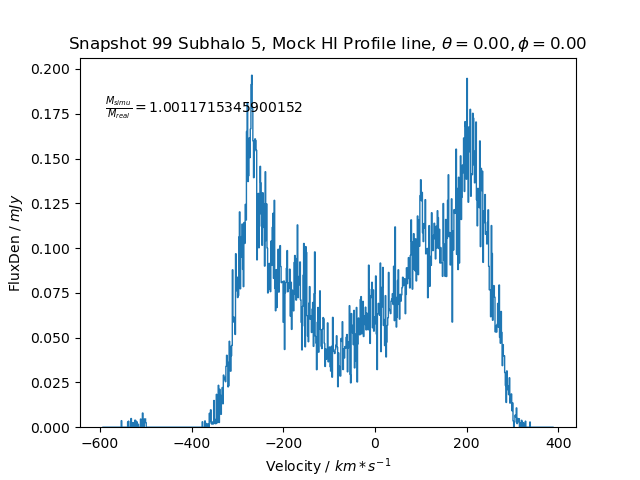 Snapshot 99 Subhalo 5, Mock HI Profile line, θ = 0.00, ϕ = 0.00
0.200
M_simu / M_real = 1.0011715345900152
0.175
0.150
0.125
0.100
0.075
0.050
0.025
0.000
FluxDen / mJy
−600 −400 −200 0 200 400
Velocity / km * s⁻¹